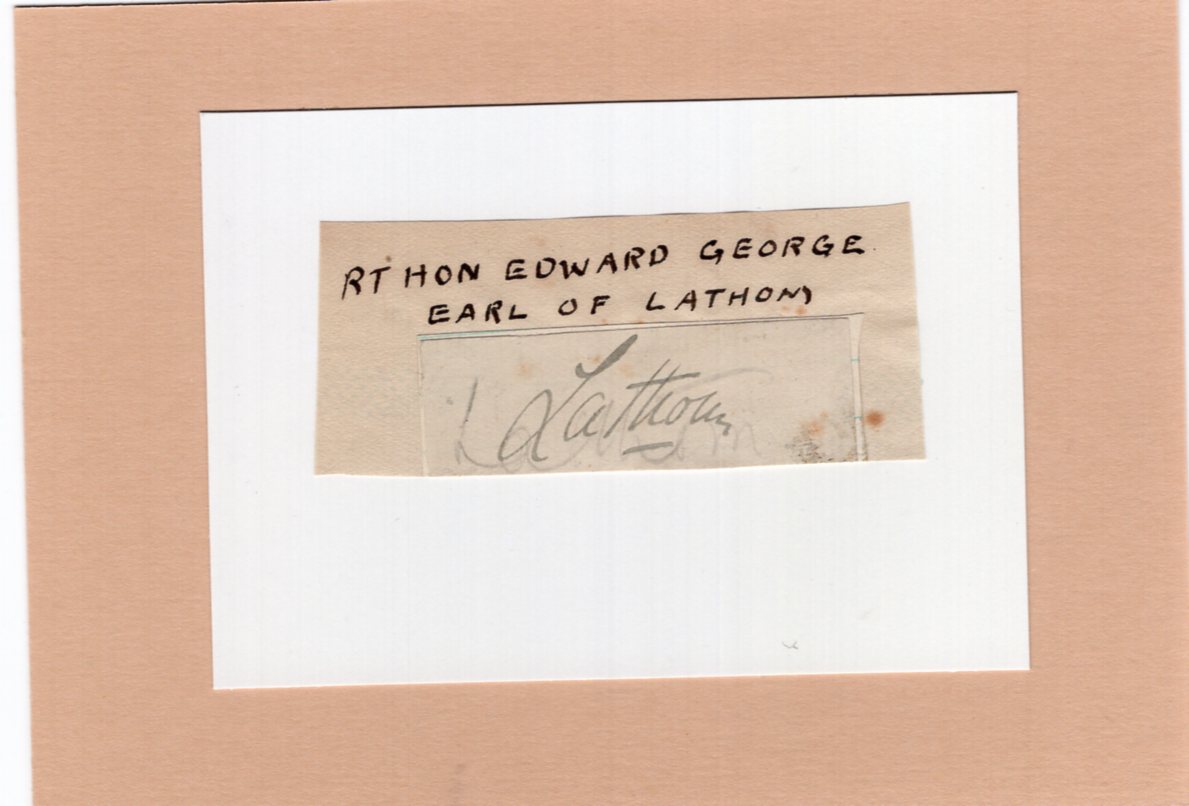 RT HON EDWARD GEORGE
EARL OF LATHOM
Lathom